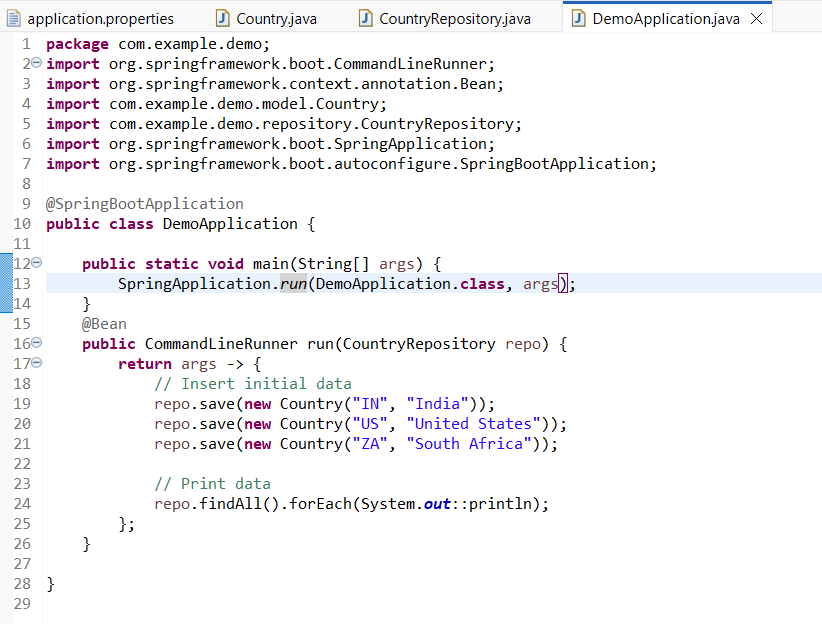 application.properties Country.java CountryRepository.java DemoApplication.java
1 package com.example.demo;
2 import org.springframework.boot.CommandLineRunner;
3 import org.springframework.context.annotation.Bean;
4 import com.example.demo.model.Country;
5 import com.example.demo.repository.CountryRepository;
6 import org.springframework.boot.SpringApplication;
7 import org.springframework.boot.autoconfigure.SpringBootApplication;
8
9 @SpringBootApplication
10 public class DemoApplication {
11
12     public static void main(String[] args) {
13         SpringApplication.run(DemoApplication.class, args);
14     }
15     @Bean
16     public CommandLineRunner run(CountryRepository repo) {
17         return args -> {
18             // Insert initial data
19             repo.save(new Country("IN", "India"));
20             repo.save(new Country("US", "United States"));
21             repo.save(new Country("ZA", "South Africa"));
22
23             // Print data
24             repo.findAll().forEach(System.out::println);
25         };
26     }
27
28 }
29